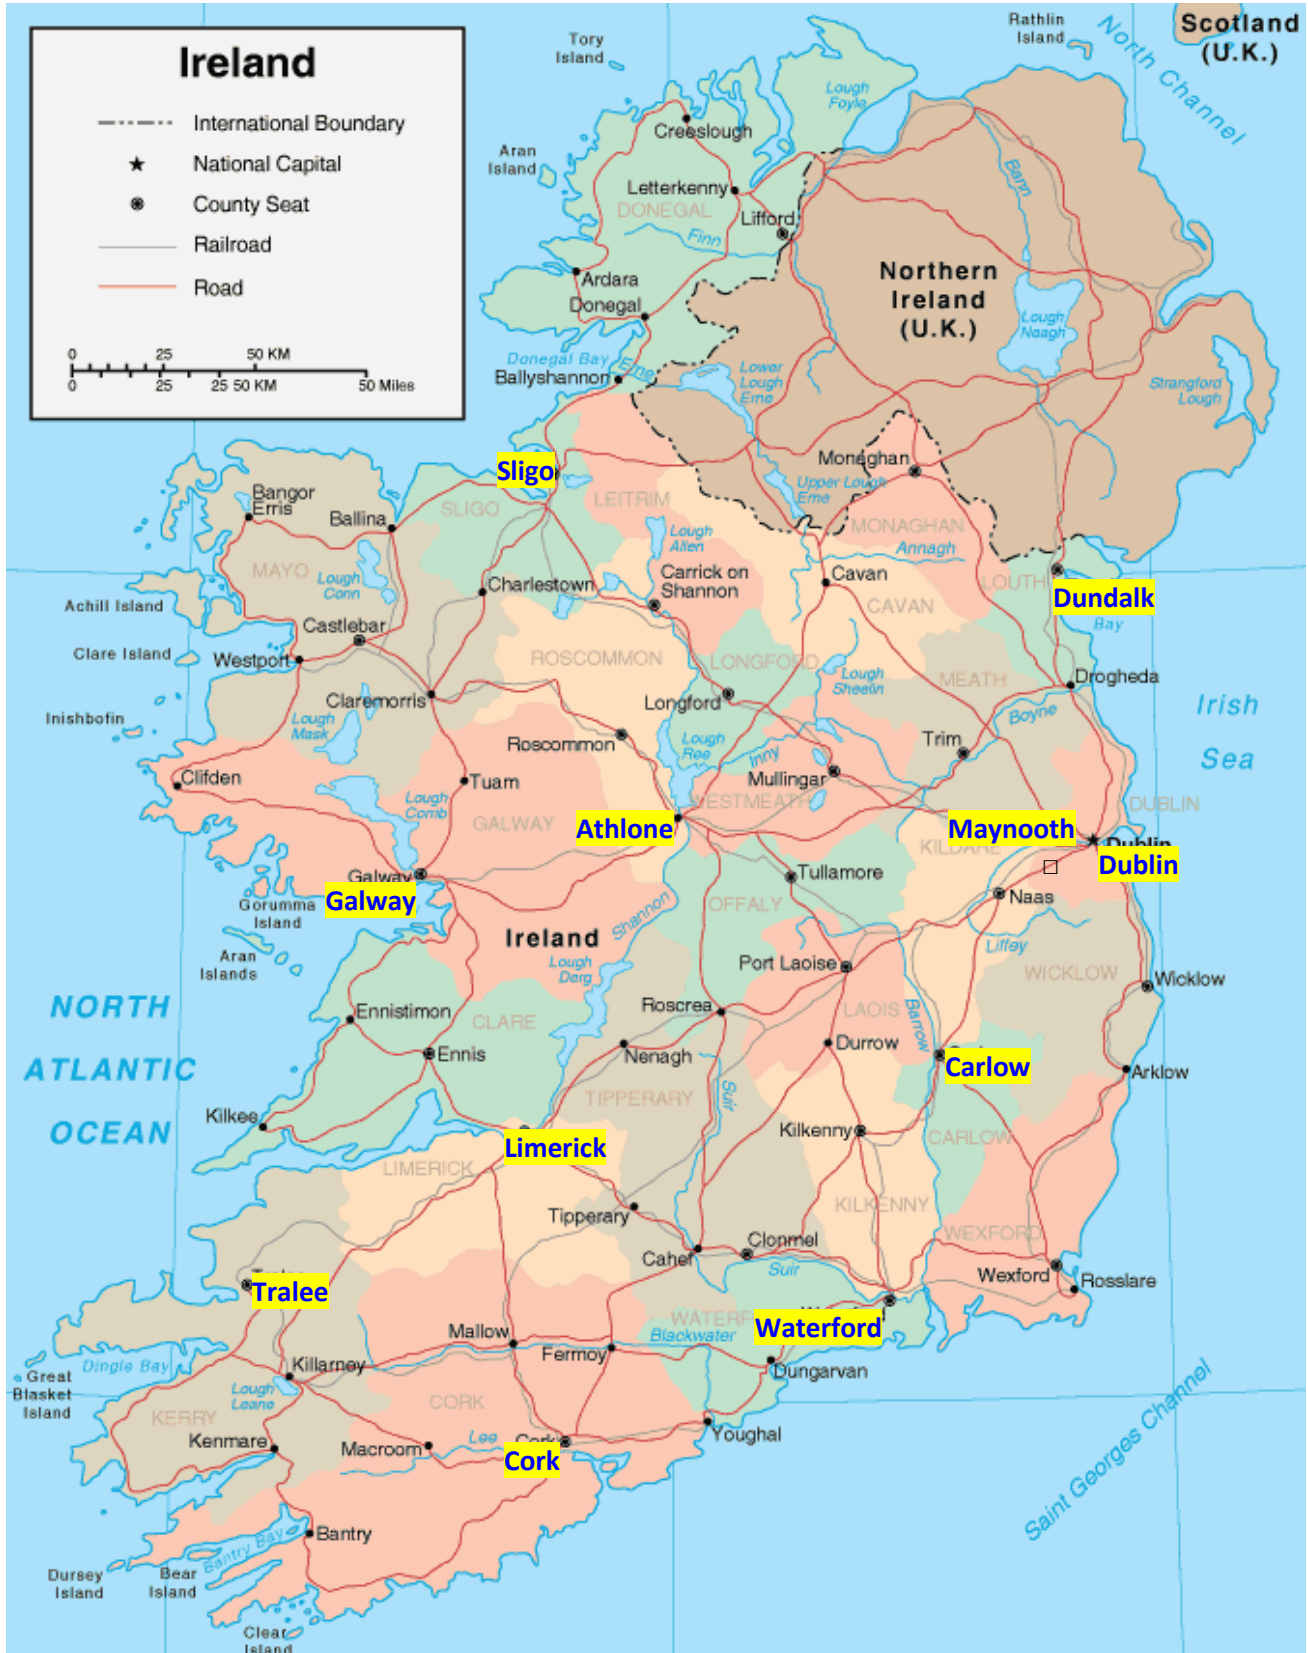 Ireland
International Boundary
National Capital
County Seat
Railroad
Road
0 25 50 KM
0 25 25 50 KM 50 Miles
Scotland
(U.K.)
Rathlin
Island
North Channel
Tory
Island
Lough
Foyle
Creeslough
Aran
Island
Bann
Letterkenny
DONEGAL
Lifford
Finn
Northern
Ireland
(U.K.)
Ardara
Donegal
Lough
Neagh
Donegal Bay
Erne
Ballyshannon
Lower
Lough
Erne
Strangford
Lough
Sligo
Monaghan
Upper Lough
Erne
Bangor
Erris
SLIGO
LEITRIM
Ballina
MONAGHAN
Lough
Allen
Annagh
MAYO
Lough
Conn
Charlestown
Carrick on
Shannon
Cavan
CAVAN
LOUTH
Dundalk
Bay
Achill Island
Castlebar
Clare Island
Westport
ROSCOMMON
LONGFORD
Lough
Sheelin
MEATH
Drogheda
Claremorris
Longford
Boyne
Irish
Sea
Inishbofin
Lough
Mask
Roscommon
Lough
Ree
Inny
Trim
Clifden
Tuam
Mullingar
Lough
Comb
WESTMEATH
DUBLIN
GALWAY
Athlone
Maynooth
KILDARE
Dublin
Dublin
Galway
Galway
Tullamore
Naas
Gorumma
Island
OFFALY
Shannon
Ireland
Liffey
Aran
Islands
Lough
Derg
Port Laoise
WICKLOW
Wicklow
NORTH
ATLANTIC
OCEAN
Roscrea
LAOIS
Barrow
Ennistimon
CLARE
Ennis
Nenagh
Durrow
Carlow
Arklow
Suir
TIPPERARY
Kilkee
Kilkenny
CARLOW
Limerick
LIMERICK
KILKENNY
Tipperary
WEXFORD
Cahef
Clonmel
Suir
Wexford
Rosslare
Tralee
Tralee
WATERF
Waterford
Mallow
Blackwater
Fermoy
Dungarvan
Dingle Bay
Killarney
Great
Blasket
Island
Lough
Leane
KERRY
CORK
Kenmare
Macroom
Lee
Cork
Cork
Youghal
Saint Georges Channel
Bantry
Bantry Bay
Dursey
Island
Bear
Island
Clear
Island